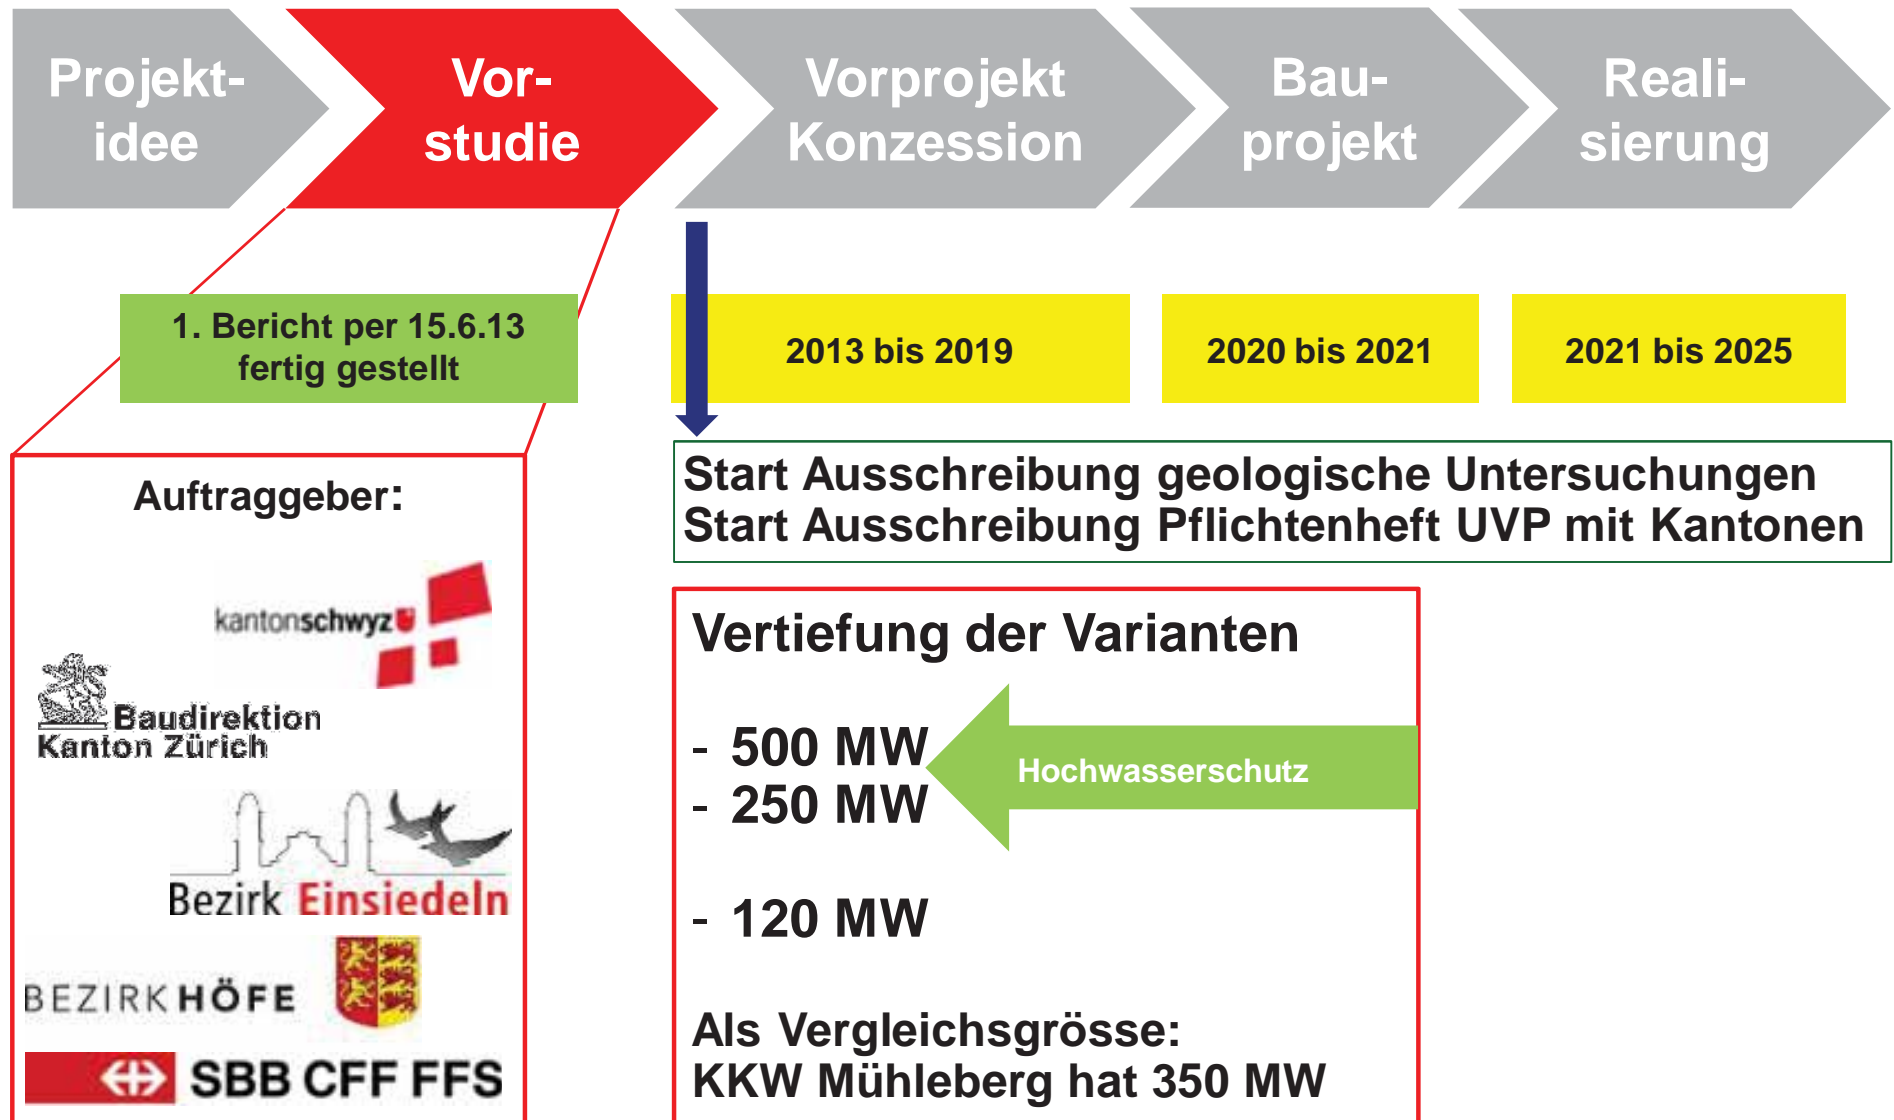 Projekt-
idee
Vor-
studie
Vorprojekt
Konzession
Bau-
projekt
Reali-
sierung
1. Bericht per 15.6.13
fertig gestellt
2013 bis 2019
2020 bis 2021
2021 bis 2025
Start Ausschreibung geologische Untersuchungen
Start Ausschreibung Pflichtenheft UVP mit Kantonen
Auftraggeber:
kantonschwyz
Baudirektion
Kanton Zürich
Bezirk Einsiedeln
BEZIRK HÖFE
SBB CFF FFS
Vertiefung der Varianten
- 500 MW
- 250 MW
Hochwasserschutz
- 120 MW
Als Vergleichsgrösse:
KKW Mühleberg hat 350 MW